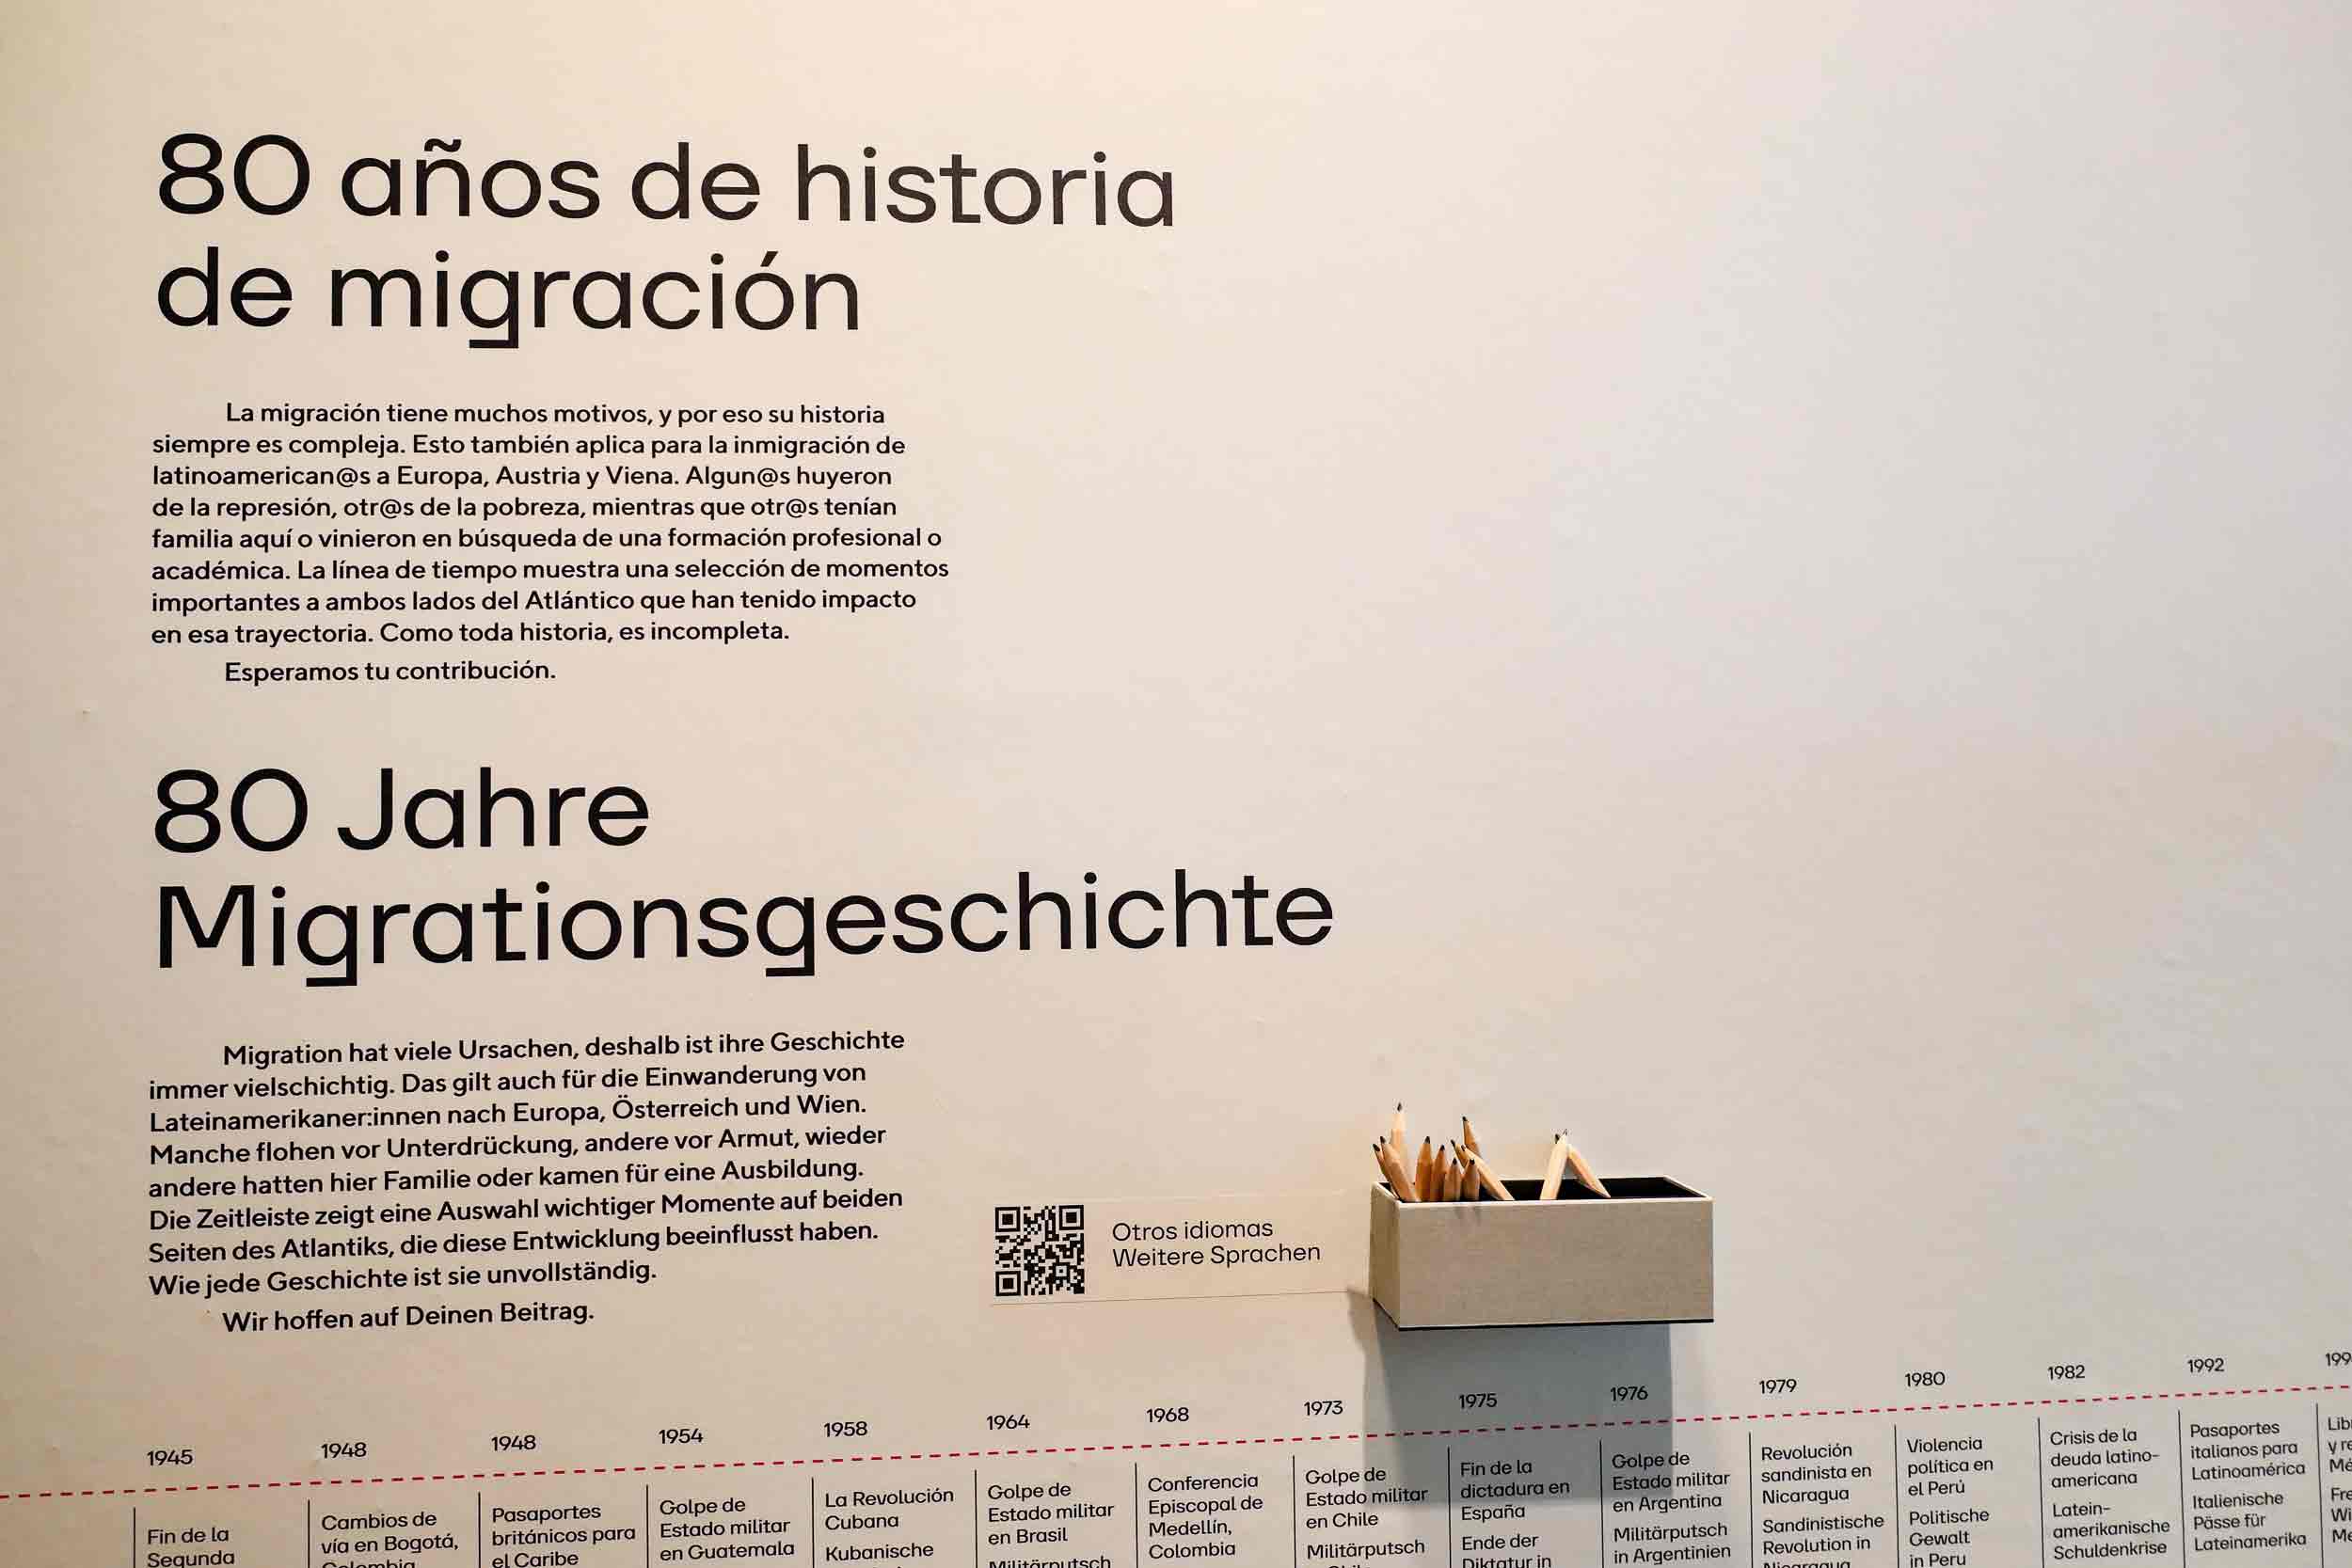 80 años de historia
de migración
La migración tiene muchos motivos, y por eso su historia
siempre es compleja. Esto también aplica para la inmigración de
latinoamerican@s a Europa, Austria y Viena. Algun@s huyeron
de la represión, otr@s de la pobreza, mientras que otr@s tenían
familia aquí o vinieron en búsqueda de una formación profesional o
académica. La línea de tiempo muestra una selección de momentos
importantes a ambos lados del Atlántico que han tenido impacto
en esa trayectoria. Como toda historia, es incompleta.
Esperamos tu contribución.
80 Jahre
Migrationsgeschichte
Migration hat viele Ursachen, deshalb ist ihre Geschichte
immer vielschichtig. Das gilt auch für die Einwanderung von
Lateinamerikaner:innen nach Europa, Österreich und Wien.
Manche flohen vor Unterdrückung, andere vor Armut, wieder
andere hatten hier Familie oder kamen für eine Ausbildung.
Die Zeitleiste zeigt eine Auswahl wichtiger Momente auf beiden
Seiten des Atlantiks, die diese Entwicklung beeinflusst haben.
Wie jede Geschichte ist sie unvollständig.
Wir hoffen auf Deinen Beitrag.
Otros idiomas
Weitere Sprachen
1945
Fin de la
Segunda
1948
Cambios de
vía en Bogotá,
Colombia
1948
Pasaportes
británicos para
el Caribe
1954
Golpe de
Estado militar
en Guatemala
1958
La Revolución
Cubana
Kubanische
1964
Golpe de
Estado militar
en Brasil
Militärputsch
1968
Conferencia
Episcopal de
Medellín,
Colombia
1973
Golpe de
Estado militar
en Chile
Militärputsch
1975
Fin de la
dictadura en
España
Ende der
Diktatur in
1976
Golpe de
Estado militar
en Argentina
Militärputsch
in Argentinien
1979
Revolución
sandinista en
Nicaragua
Sandinistische
Revolution in
Nicaragua
1980
Violencia
política en
el Perú
Politische
Gewalt
in Peru
1982
Crisis de la
deuda latino-
americana
Latein-
amerikanische
Schuldenkrise
1992
Pasaportes
italianos para
Latinoamérica
Italienische
Pässe für
Lateinamerika